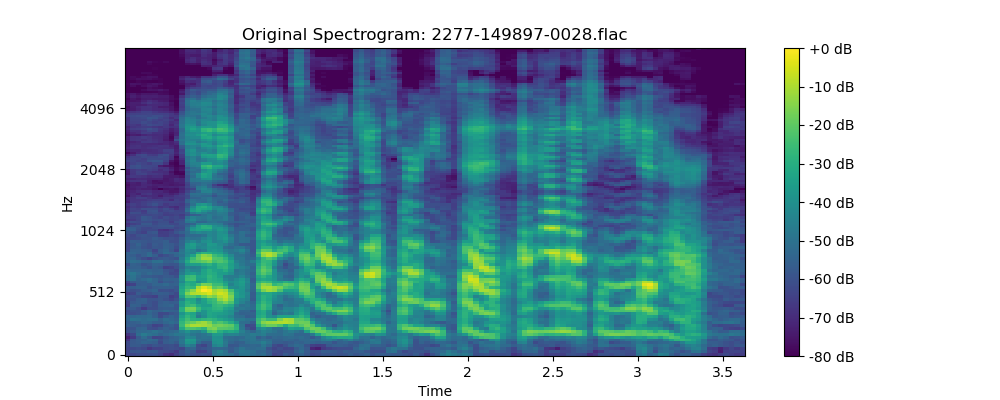 Original Spectrogram: 2277-149897-0028.flac
4096
2048
1024
512
0
Hz
0
0.5
1
1.5
2
2.5
3
3.5
Time
+0 dB
-10 dB
-20 dB
-30 dB
-40 dB
-50 dB
-60 dB
-70 dB
-80 dB